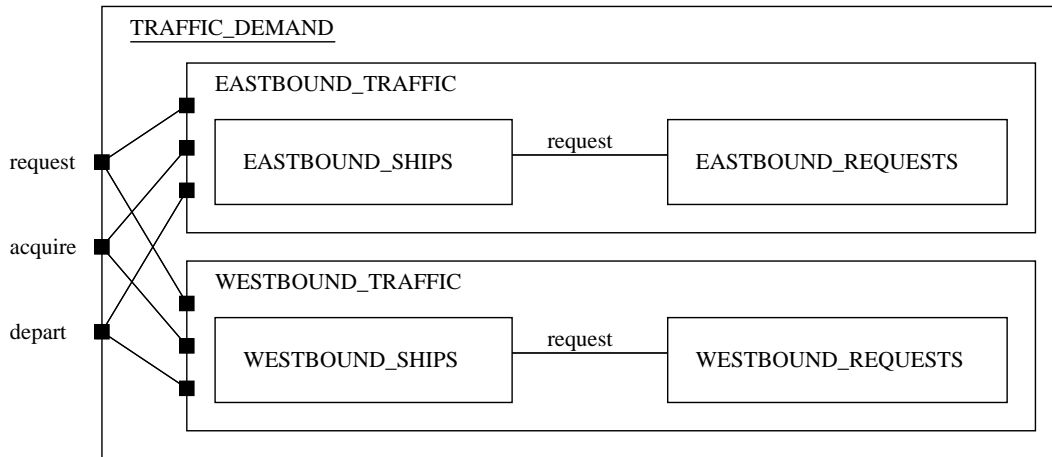 TRAFFIC_DEMAND
EASTBOUND_TRAFFIC
request
EASTBOUND_SHIPS
EASTBOUND_REQUESTS
request
acquire
WESTBOUND_TRAFFIC
depart
request
WESTBOUND_SHIPS
WESTBOUND_REQUESTS